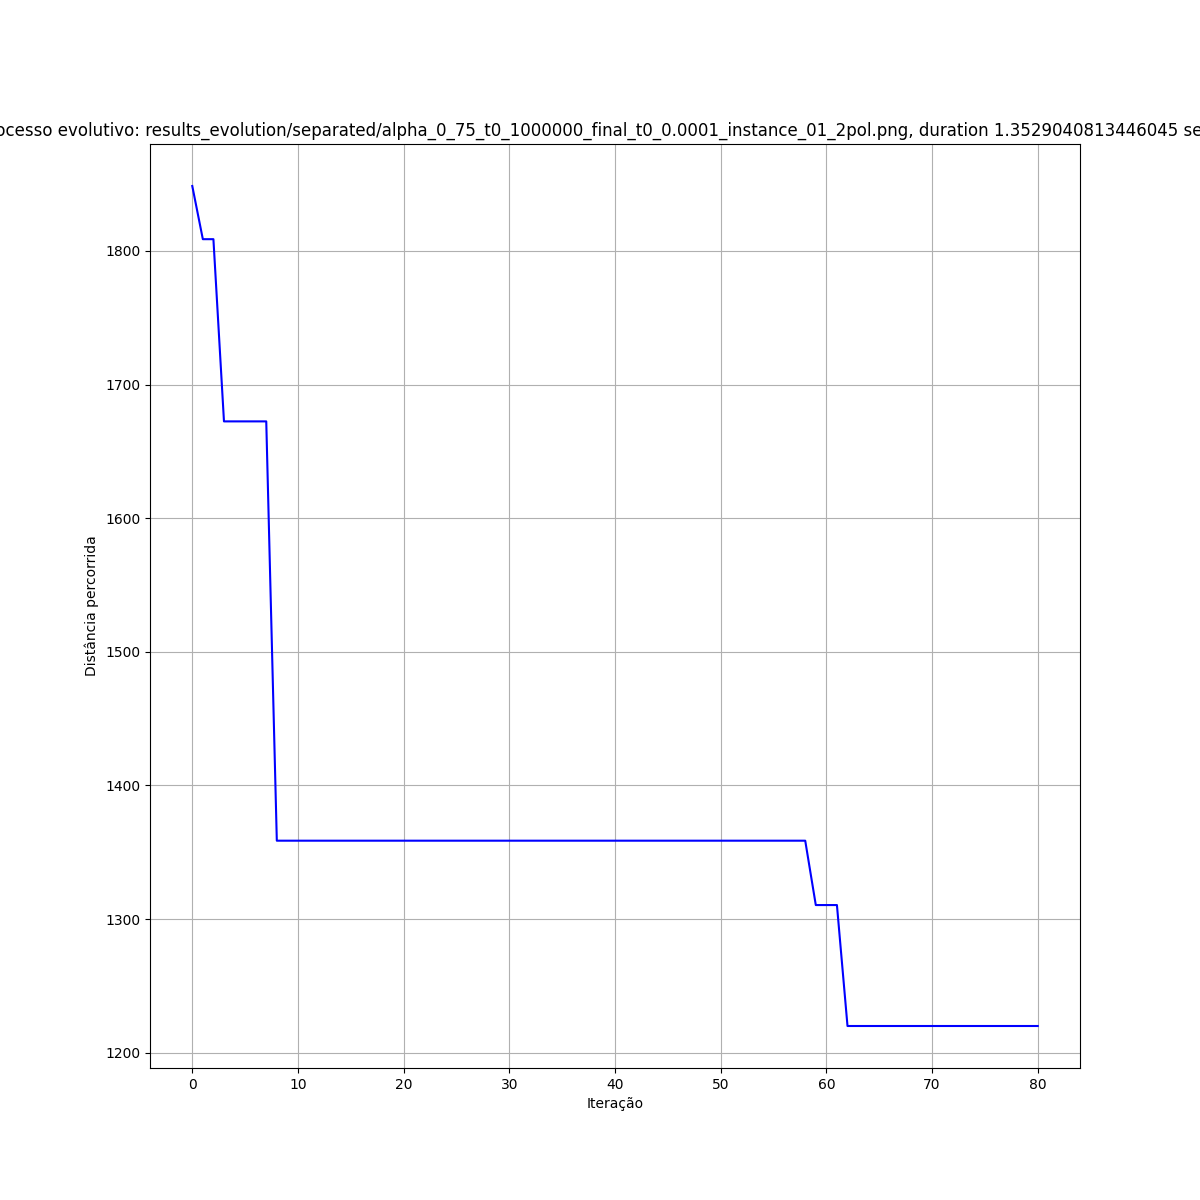 ocesso evolutivo: results_evolution/separated/alpha_0_75_t0_1000000_final_t0_0.0001_instance_01_2pol.png, duration 1.3529040813446045 se
1800
1700
1600
1500
1400
1300
1200
Distância percorrida
0 10 20 30 40 50 60 70 80
Iteração